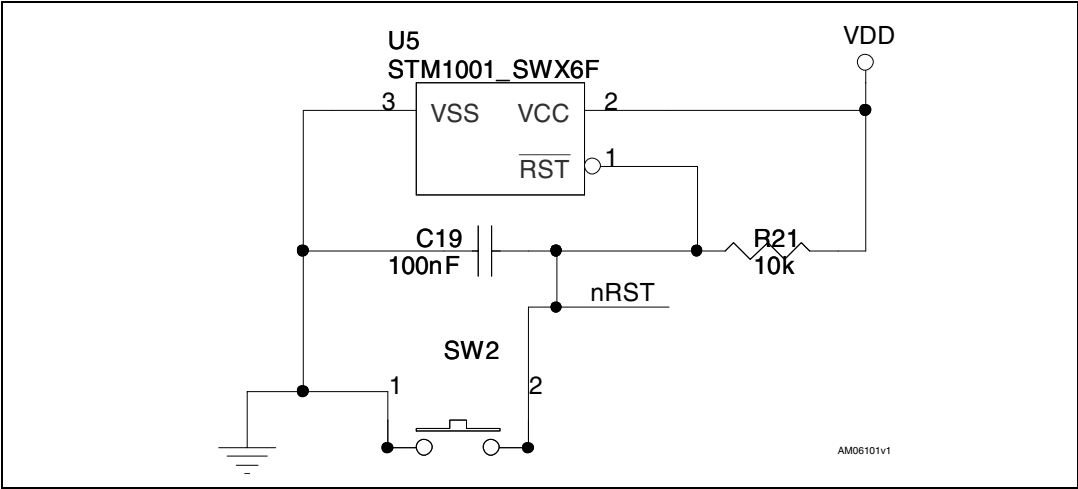 U5
STM1001_SWX6F
VDD
3
VSS
VCC
2
RST
1
C19
100nF
R21
10k
nRST
SW2
1
2
AM06101v1